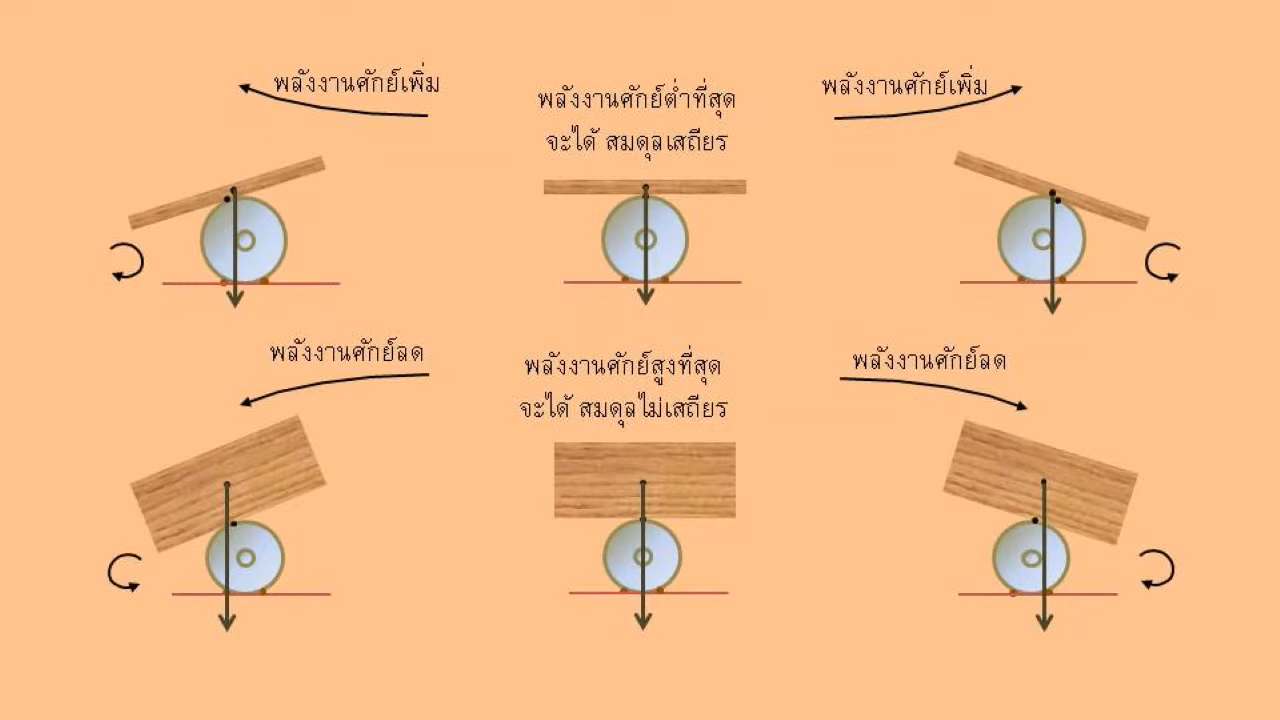 พลังงานศักย์เพิ่ม
พลังงานศักย์ต่ำที่สุด
จะได้ สมดุลเสถียร
พลังงานศักย์เพิ่ม
พลังงานศักย์ลด
พลังงานศักย์สูงที่สุด
จะได้ สมดุลไม่เสถียร
พลังงานศักย์ลด